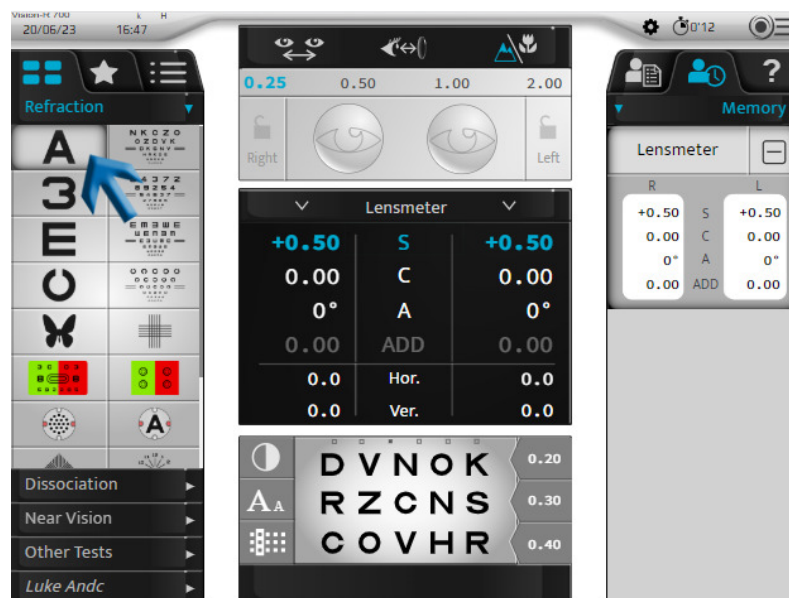 Vision-R 700
20/06/23 16:47
0'12
Refraction
A
N K C Z O
O Z D V K
3
E
A
Dissociation
Near Vision
Other Tests
Luke Andc
0.25 0.50 1.00 2.00
Right Left
Lensmeter
+0.50 S +0.50
0.00 C 0.00
0° A 0°
0.00 ADD 0.00
0.0 Hor. 0.0
0.0 Ver. 0.0
D V N O K 0.20
A A R Z C N S 0.30
C O V H R 0.40
?
Memory
Lensmeter
R L
+0.50 S +0.50
0.00 C 0.00
0° A 0°
0.00 ADD 0.00